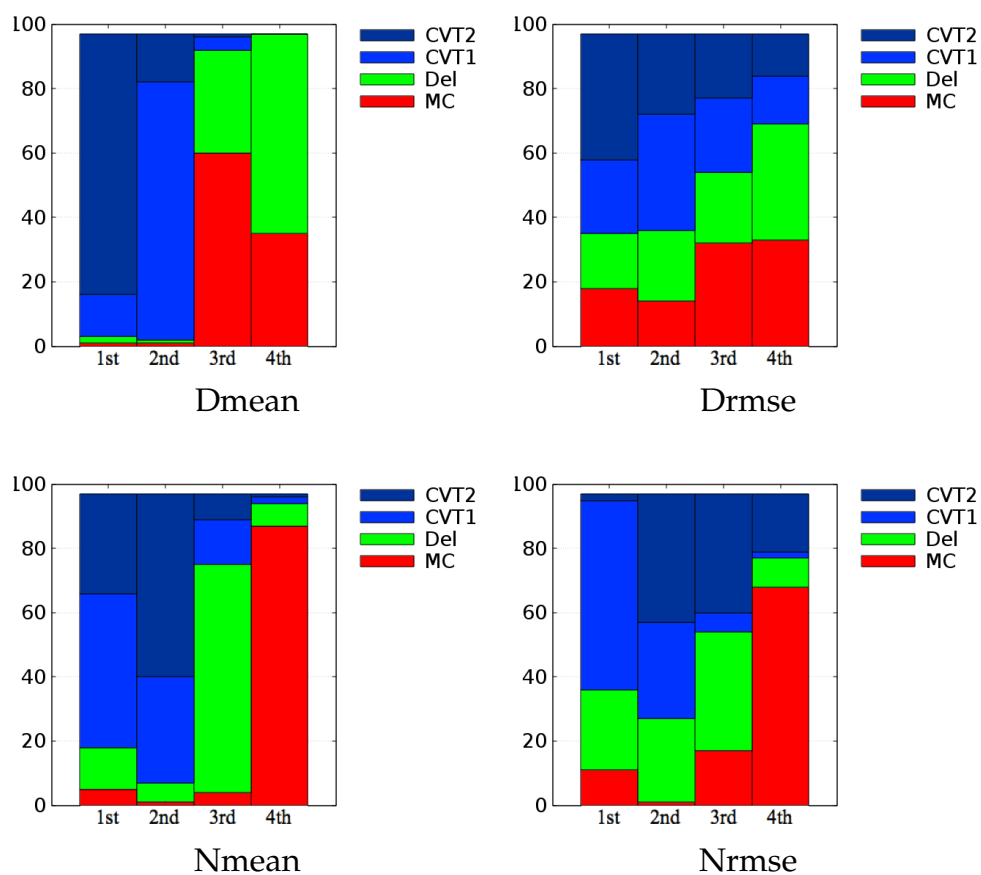 100
80
60
40
20
0
1st 2nd 3rd 4th
CVT2
CVT1
Del
MC
Dmean
100
80
60
40
20
0
1st 2nd 3rd 4th
CVT2
CVT1
Del
MC
Drmse
100
80
60
40
20
0
1st 2nd 3rd 4th
CVT2
CVT1
Del
MC
Nmean
100
80
60
40
20
0
1st 2nd 3rd 4th
CVT2
CVT1
Del
MC
Nrmse